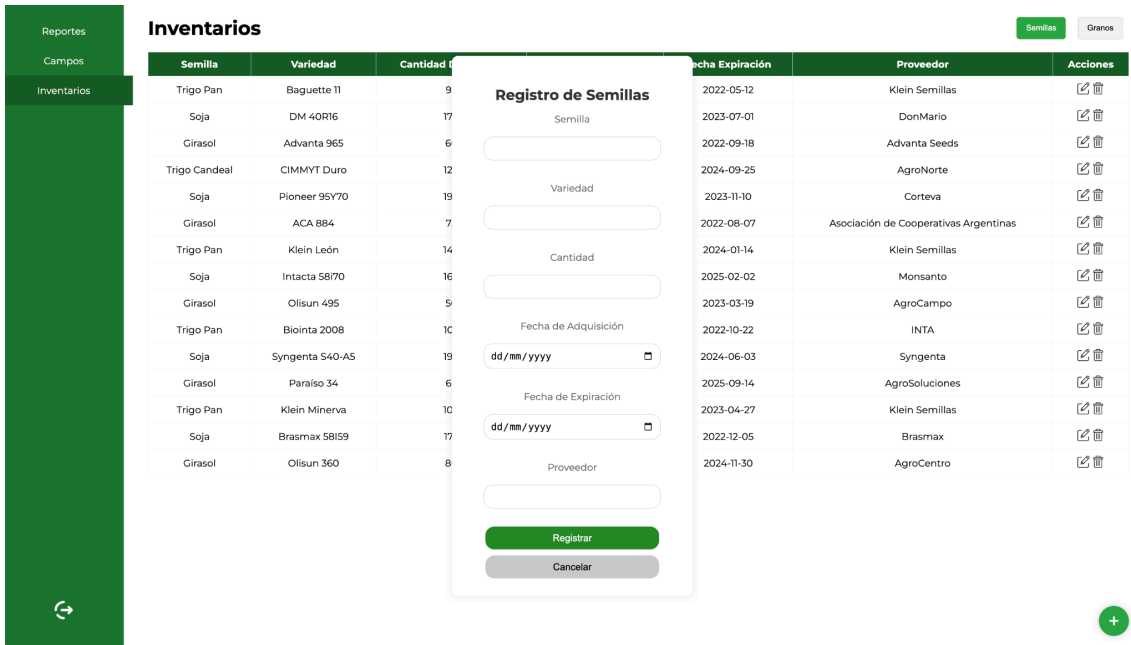 Reportes
Campos
Inventarios
Inventarios
Semillas Granos
Semilla Variedad Cantidad Fecha Expiración Proveedor Acciones
Trigo Pan Baguette 11 2022-05-12 Klein Semillas
Soja DM 40R16 2023-07-01 DonMario
Girasol Advanta 965 2022-09-18 Advanta Seeds
Trigo Candeal CIMMYT Duro 2024-09-25 AgroNorte
Soja Pioneer 95Y70 2023-11-10 Corteva
Girasol ACA 884 2022-08-07 Asociación de Cooperativas Argentinas
Trigo Pan Klein León 2024-01-14 Klein Semillas
Soja Intacta 58i70 2025-02-02 Monsanto
Girasol Olisun 495 2023-03-19 AgroCampo
Trigo Pan Biointa 2008 2022-10-22 INTA
Soja Syngenta S40-A5 2024-06-03 Syngenta
Girasol Paraíso 34 2025-09-14 AgroSoluciones
Trigo Pan Klein Minerva 2023-04-27 Klein Semillas
Soja Brasmax 58I59 2022-12-05 Brasmax
Girasol Olisun 360 2024-11-30 AgroCentro
Registro de Semillas
Semilla
Variedad
Cantidad
Fecha de Adquisición
dd/mm/yyyy
Fecha de Expiración
dd/mm/yyyy
Proveedor
Registrar
Cancelar
+